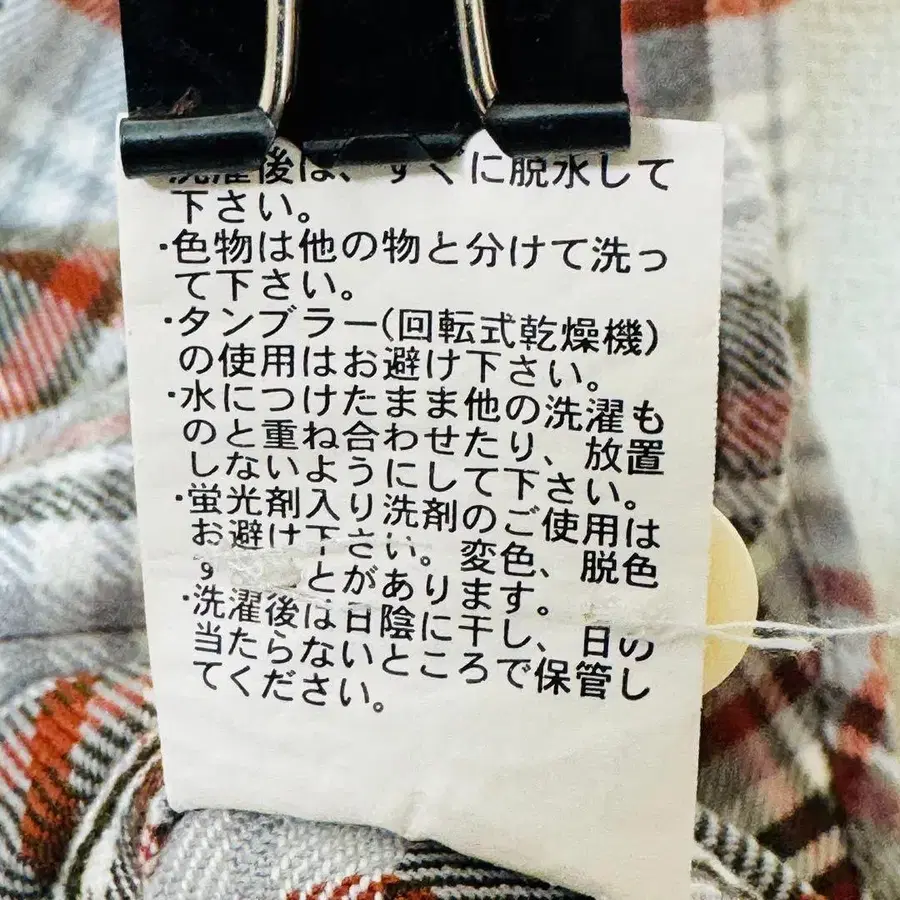 洗濯後は、すぐに脱水して
下さい。
・色物は他の物と分けて洗っ
て下さい。
・タンブラー(回転式乾燥機)
の使用はお避け下さい。
・水につけたまま他の洗濯も
のと重ね合わせたり、放置
しないようにして下さい。
・蛍光剤入り洗剤のご使用は
お避け下さい。変色、脱色
す とがあります。
・洗濯後は日陰に干し、日の
当たらないところで保管し
てください。